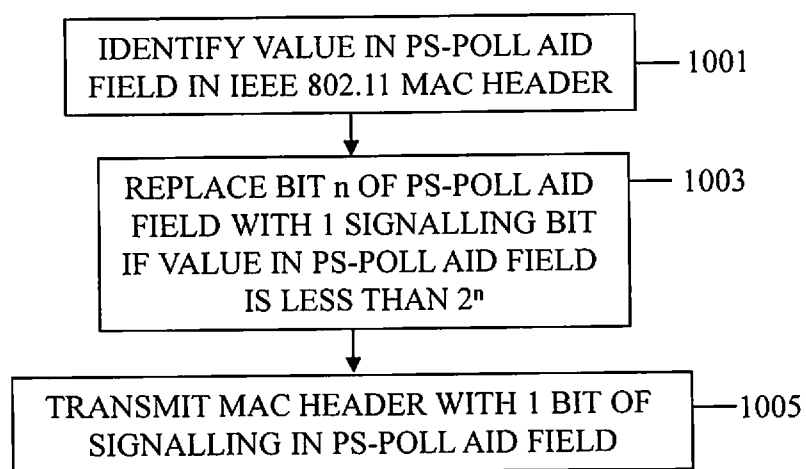 IDENTIFY VALUE IN PS-POLL AID
FIELD IN IEEE 802.11 MAC HEADER
1001
REPLACE BIT n OF PS-POLL AID
FIELD WITH 1 SIGNALLING BIT
IF VALUE IN PS-POLL AID FIELD
IS LESS THAN 2ⁿ
1003
TRANSMIT MAC HEADER WITH 1 BIT OF
SIGNALLING IN PS-POLL AID FIELD
1005